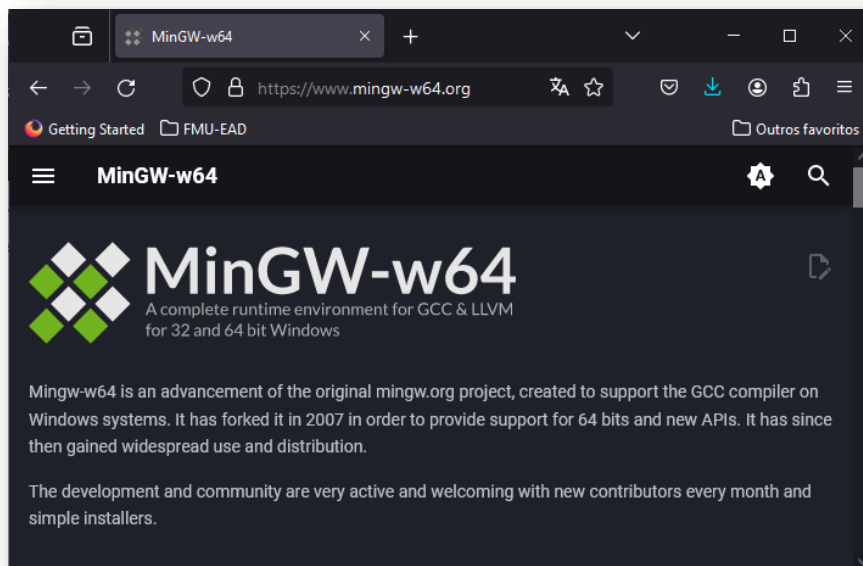 MinGW-w64
https://www.mingw-w64.org
Getting Started
FMU-EAD
Outros favoritos
MinGW-w64
A
MinGW-w64
A complete runtime environment for GCC & LLVM
for 32 and 64 bit Windows
Mingw-w64 is an advancement of the original mingw.org project, created to support the GCC compiler on
Windows systems. It has forked it in 2007 in order to provide support for 64 bits and new APIs. It has since
then gained widespread use and distribution.
The development and community are very active and welcoming with new contributors every month and
simple installers.